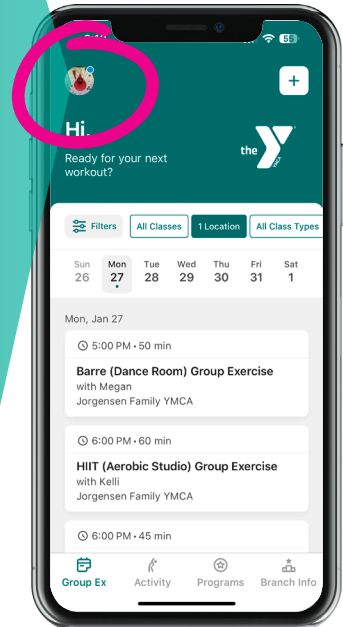 55
+
Hi,
Ready for your next
workout?
the Y
YMCA
Filters All Classes 1 Location All Class Types
Sun Mon Tue Wed Thu Fri Sat
26 27 28 29 30 31 1
Mon, Jan 27
5:00 PM • 50 min
Barre (Dance Room) Group Exercise
with Megan
Jorgensen Family YMCA
6:00 PM • 60 min
HIIT (Aerobic Studio) Group Exercise
with Kelli
Jorgensen Family YMCA
6:00 PM • 45 min
Group Ex Activity Programs Branch Info